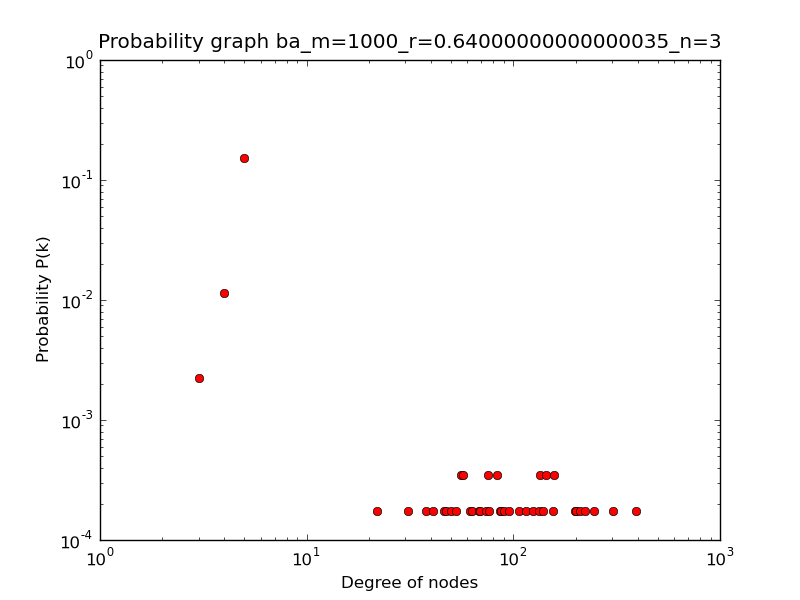 Probability graph ba_m=1000_r=0.64000000000000035_n=3
10^0
10^-1
10^-2
10^-3
10^-4
Probability P(k)
10^0 10^1 10^2 10^3
Degree of nodes